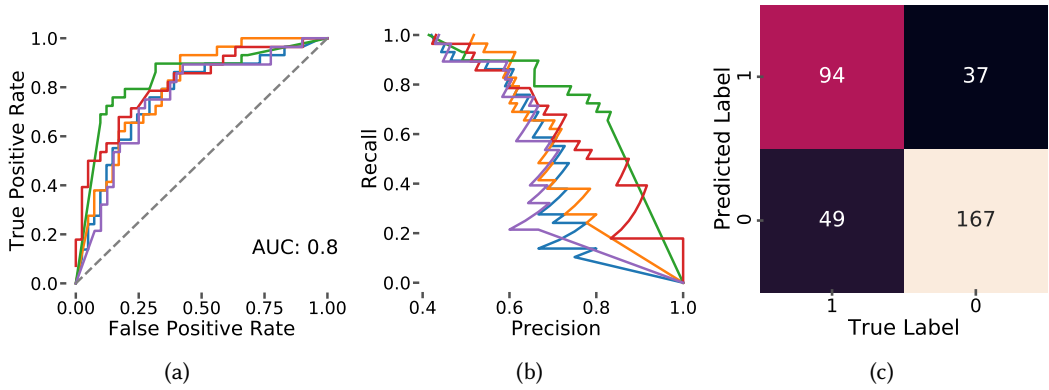 True Positive Rate
1.0
0.8
0.6
0.4
0.2
0.0
AUC: 0.8
0.00 0.25 0.50 0.75 1.00
False Positive Rate
(a)
Recall
1.0
0.8
0.6
0.4
0.2
0.0
0.4 0.6 0.8 1.0
Precision
(b)
Predicted Label
1
94 37
0
49 167
1 0
True Label
(c)